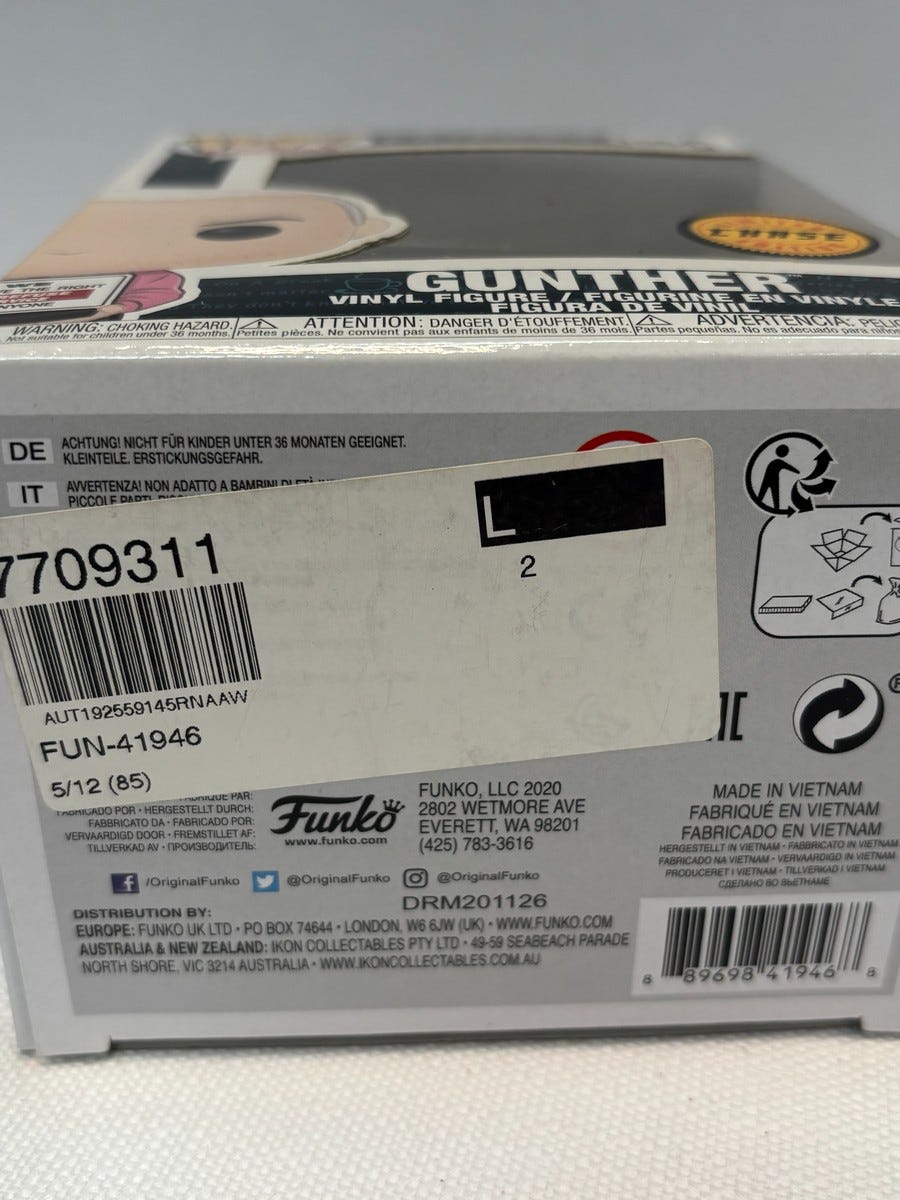 CHASE
RIGHT
GUNTHER™
VINYL FIGURE / FIGURINE EN VINYLE
FIGURA DE VINIL
WARNING: CHOKING HAZARD. ATTENTION: DANGER D'ÉTOUFFEMENT. ADVERTENCIA:
Not suitable for children under 36 months. Petites pièces. Ne convient pas aux enfants de moins de 36 mois. Partes pequeñas. No es adecuado para
DE ACHTUNG! NICHT FÜR KINDER UNTER 36 MONATEN GEEIGNET.
KLEINTEILE. ERSTICKUNGSGEFAHR.
IT AVVERTENZA! NON ADATTO A BAMBINI DI ETÀ
PICCOLE PARTI.
7709311
L
2
AUT192559145RNAAW
FUN-41946
5/12 (85)
FABRICADO POR • HERGESTELLT DURCH:
FABBRICATO DA • FABRICADO POR:
VERVAARDIGD DOOR • FREMSTILLET AF:
TILLVERKAD AV • ПРОИЗВОДИТЕЛЬ:
Funko
www.funko.com
FUNKO, LLC 2020
2802 WETMORE AVE
EVERETT, WA 98201
(425) 783-3616
MADE IN VIETNAM
FABRIQUÉ EN VIETNAM
FABRICADO EN VIETNAM
HERGESTELLT IN VIETNAM • FABBRICATO IN VIETNAM
FABRICADO NA VIETNAM • VERVAARDIGD IN VIETNAM
PRODUCERET I VIETNAM • TILLVERKAD I VIETNAM
СДЕЛАНО ВО ВЬЕТНАМЕ
/OriginalFunko @OriginalFunko @OriginalFunko
DRM201126
DISTRIBUTION BY:
EUROPE: FUNKO UK LTD • PO BOX 74644 • LONDON, W6 6JW (UK) • WWW.FUNKO.COM
AUSTRALIA & NEW ZEALAND: IKON COLLECTABLES PTY LTD • 49-59 SEABEACH PARADE
NORTH SHORE, VIC 3214 AUSTRALIA • WWW.IKONCOLLECTABLES.COM.AU
8 89698 41946 8